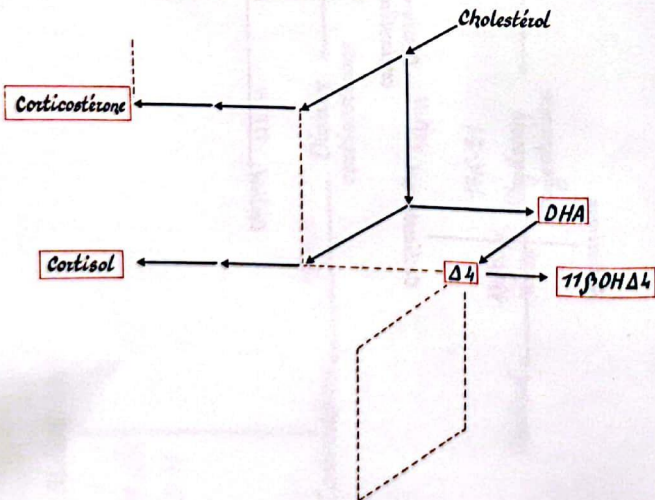 Cholestérol
Corticostérone
DHA
Cortisol
Δ4
11βOHΔ4